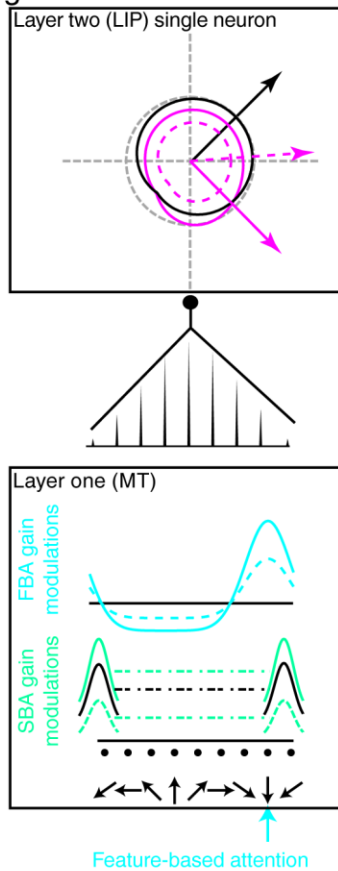 Layer two (LIP) single neuron
Layer one (MT)
FBA gain
modulations
SBA gain
modulations
Feature-based attention